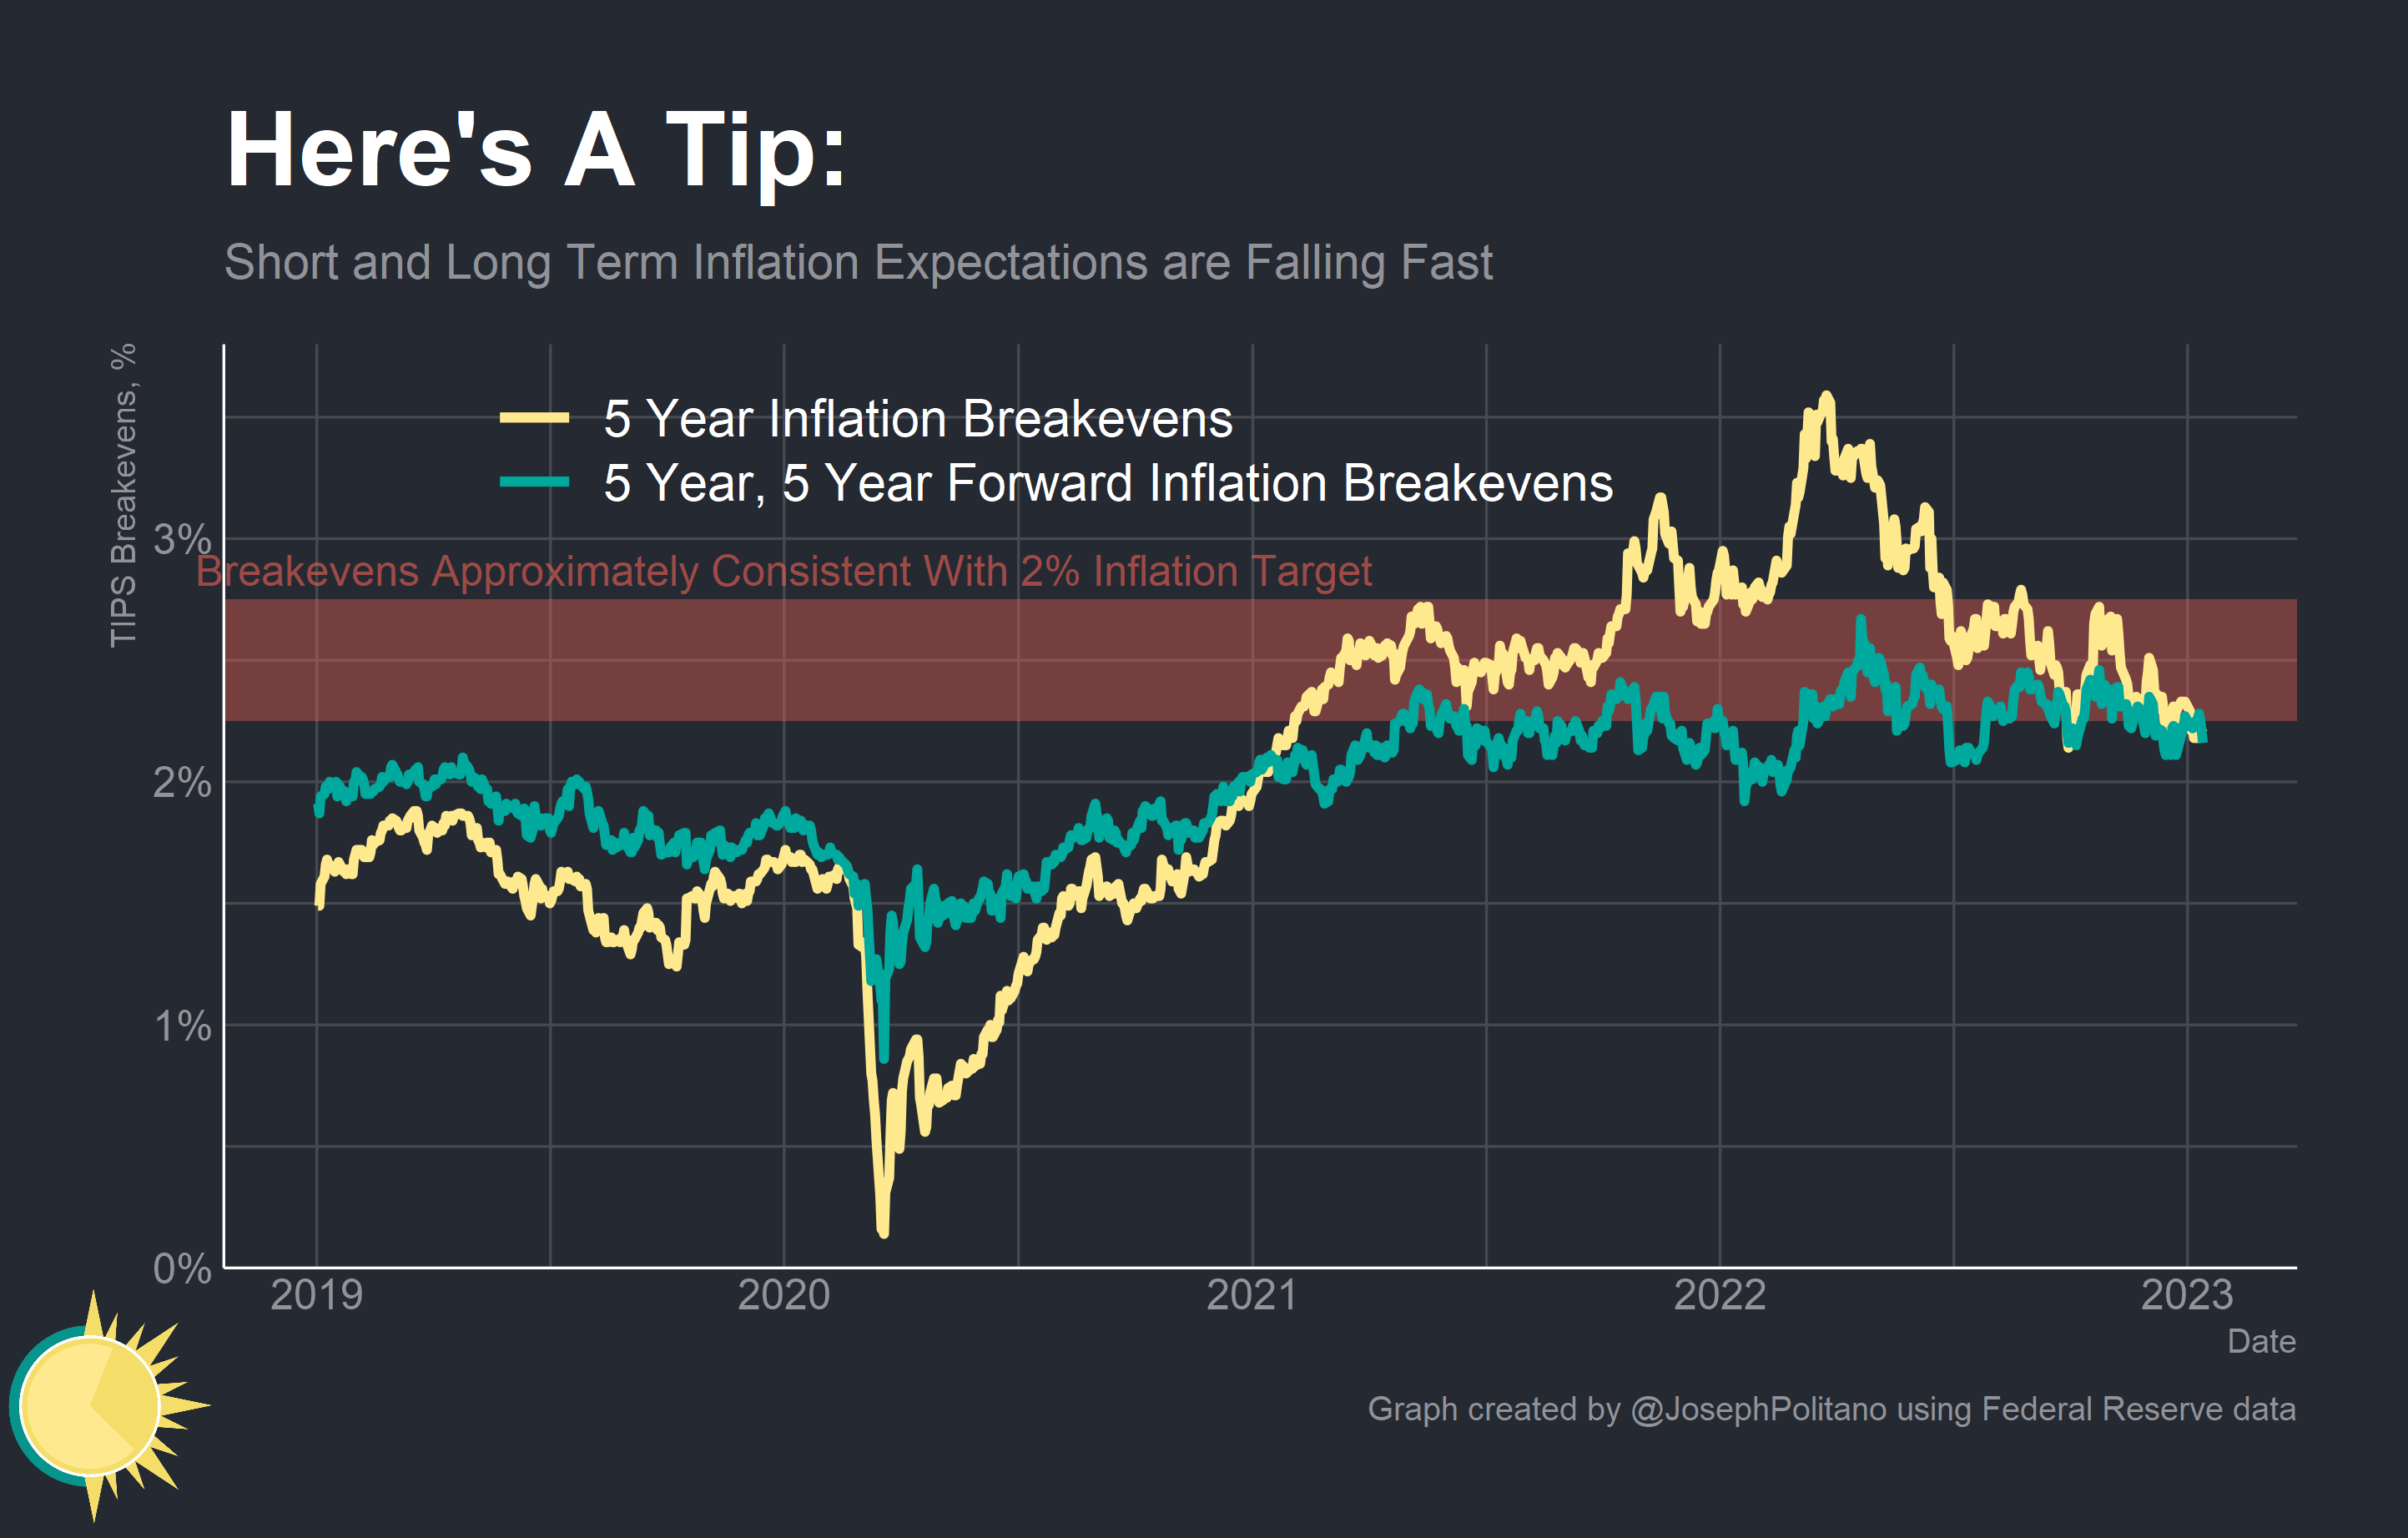 Here's A Tip:
Short and Long Term Inflation Expectations are Falling Fast
TIPS Breakevens, %
5 Year Inflation Breakevens
5 Year, 5 Year Forward Inflation Breakevens
3%
Breakevens Approximately Consistent With 2% Inflation Target
2%
1%
0%
2019 2020 2021 2022 2023
Date
Graph created by @JosephPolitano using Federal Reserve data